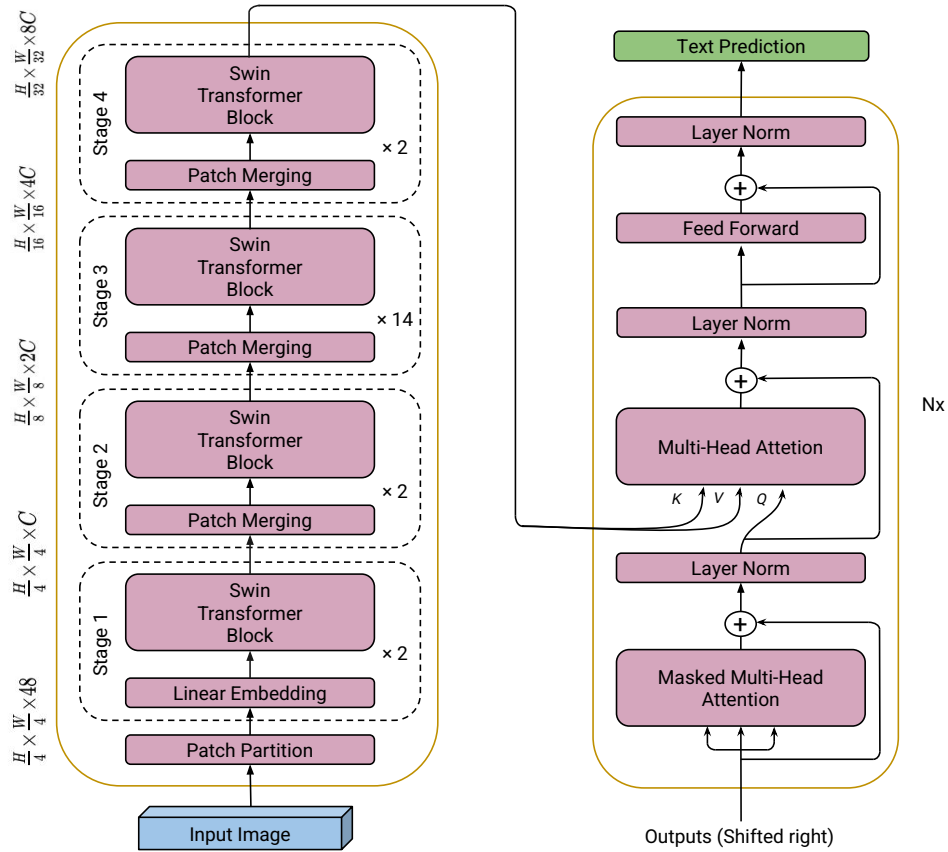 H/32 × W/32 ×8C
Stage 4
Swin
Transformer
Block
× 2
Patch Merging
H/16 × W/16 ×4C
Stage 3
Swin
Transformer
Block
× 14
Patch Merging
H/8 × W/8 ×2C
Stage 2
Swin
Transformer
Block
× 2
Patch Merging
H/4 × W/4 ×C
Stage 1
Swin
Transformer
Block
× 2
Linear Embedding
H/4 × W/4 ×48
Patch Partition
Input Image
Text Prediction
Layer Norm
+
Feed Forward
Layer Norm
+
Nx
Multi-Head Attetion
K V Q
Layer Norm
+
Masked Multi-Head
Attention
Outputs (Shifted right)